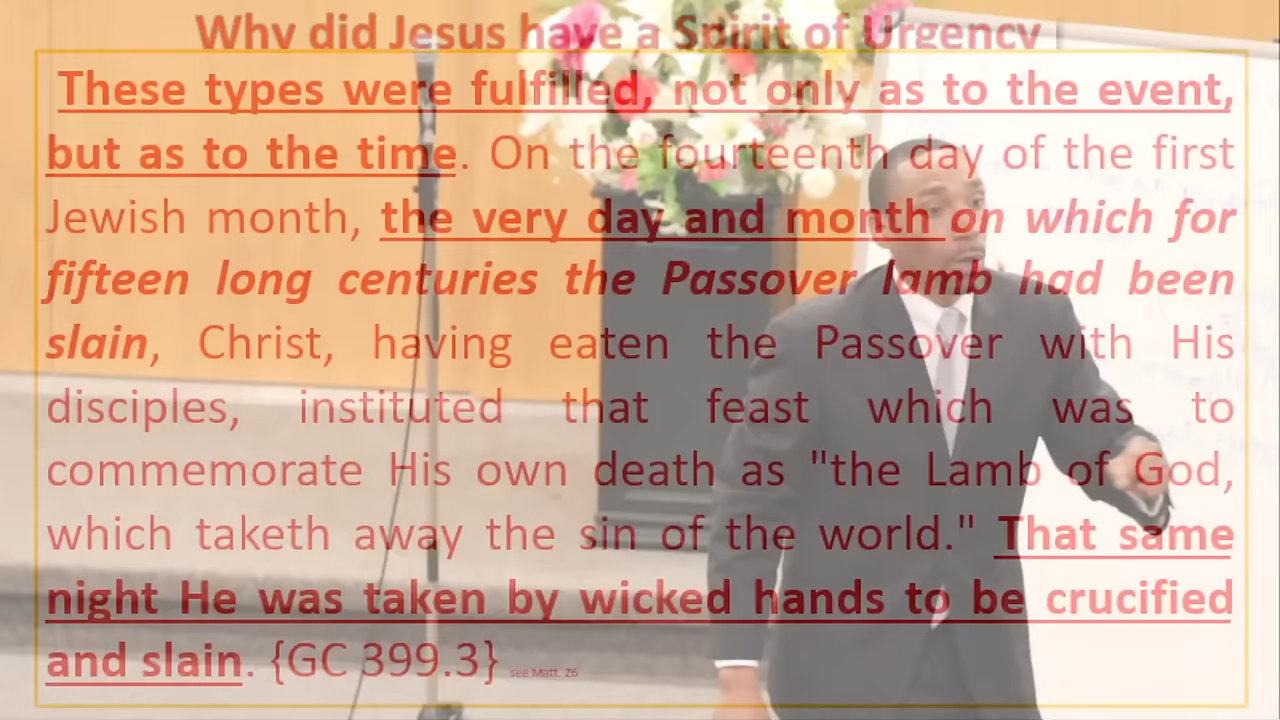 Why did Jesus have a Spirit of Urgency
These types were fulfilled, not only as to the event,
but as to the time. On the fourteenth day of the first
Jewish month, the very day and month on which for
fifteen long centuries the Passover lamb had been
slain, Christ, having eaten the Passover with His
disciples, instituted that feast which was to
commemorate His own death as "the Lamb of God,
which taketh away the sin of the world." That same
night He was taken by wicked hands to be crucified
and slain. {GC 399.3} see Matt. 26